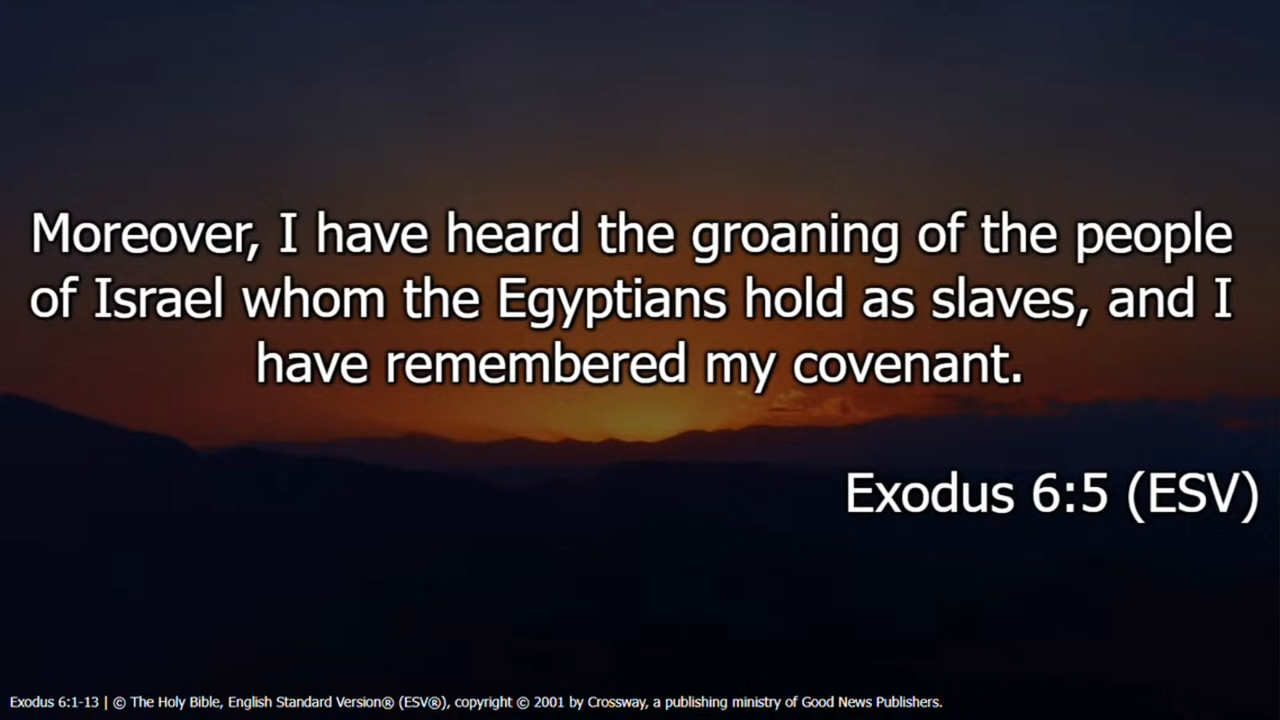 Moreover, I have heard the groaning of the people
of Israel whom the Egyptians hold as slaves, and I
have remembered my covenant.
Exodus 6:5 (ESV)
Exodus 6:1-13 | © The Holy Bible, English Standard Version® (ESV®), copyright © 2001 by Crossway, a publishing ministry of Good News Publishers.